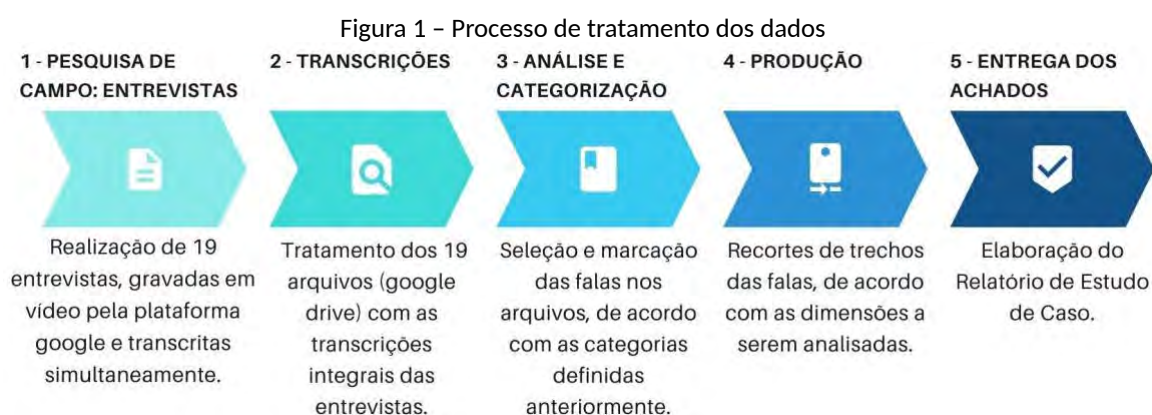 Figura 1 – Processo de tratamento dos dados
1 - PESQUISA DE
CAMPO: ENTREVISTAS
Realização de 19
entrevistas, gravadas em
vídeo pela plataforma
google e transcritas
simultaneamente.
2 - TRANSCRIÇÕES
Tratamento dos 19
arquivos (google
drive) com as
transcrições
integrais das
entrevistas.
3 - ANÁLISE E
CATEGORIZAÇÃO
Seleção e marcação
das falas nos
arquivos, de acordo
com as categorias
definidas
anteriormente.
4 - PRODUÇÃO
Recortes de trechos
das falas, de acordo
com as dimensões a
serem analisadas.
5 - ENTREGA DOS
ACHADOS
Elaboração do
Relatório de Estudo
de Caso.